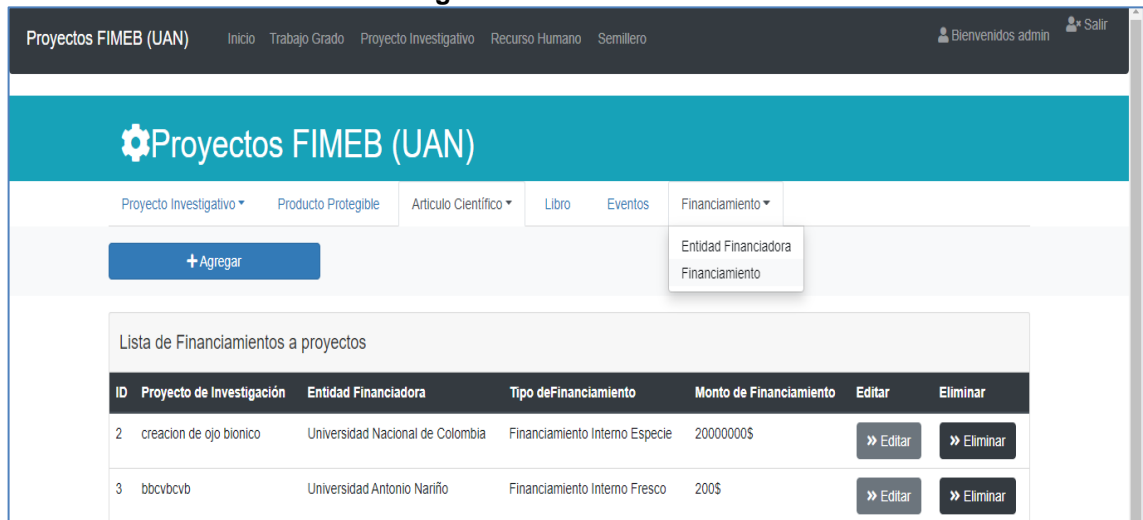 Proyectos FIMEB (UAN) Inicio Trabajo Grado Proyecto Investigativo Recurso Humano Semillero Bienvenidos admin Salir
Proyectos FIMEB (UAN)
Proyecto Investigativo Producto Protegible Articulo Científico Libro Eventos Financiamiento
Agregar
Entidad Financiadora
Financiamiento
Lista de Financiamientos a proyectos
ID Proyecto de Investigación Entidad Financiadora Tipo deFinanciamiento Monto de Financiamiento Editar Eliminar
2 creacion de ojo bionico Universidad Nacional de Colombia Financiamiento Interno Especie 20000000$ Editar Eliminar
3 bbcvbcvb Universidad Antonio Nariño Financiamiento Interno Fresco 200$ Editar Eliminar